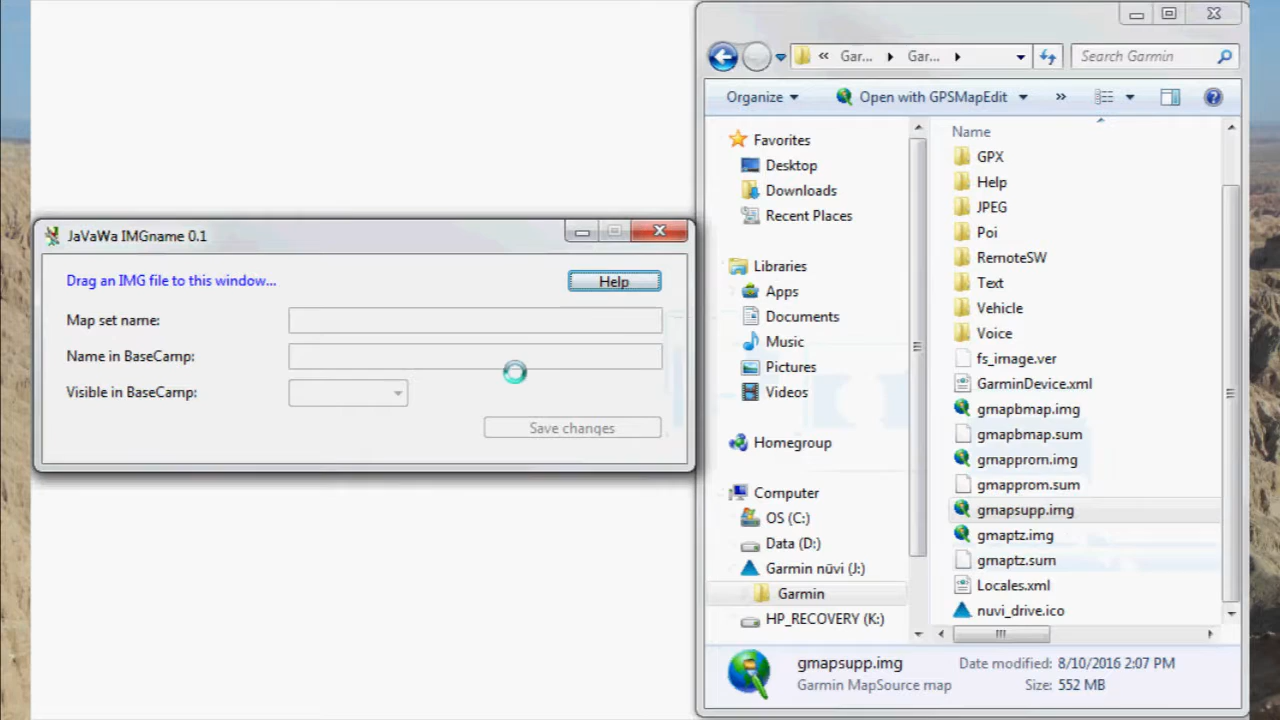 JaVaWa IMGname 0.1
Drag an IMG file to this window...
Help
Map set name:
Name in BaseCamp:
Visible in BaseCamp:
Save changes
« Gar... Gar...
Search Garmin
Organize
Open with GPSMapEdit
»
Favorites
Desktop
Downloads
Recent Places
Libraries
Apps
Documents
Music
Pictures
Videos
Homegroup
Computer
OS (C:)
Data (D:)
Garmin nüvi (J:)
Garmin
HP_RECOVERY (K:)
Name
GPX
Help
JPEG
Poi
RemoteSW
Text
Vehicle
Voice
fs_image.ver
GarminDevice.xml
gmapbmap.img
gmapbmap.sum
gmapprom.img
gmapprom.sum
gmapsupp.img
gmaptz.img
gmaptz.sum
Locales.xml
nuvi_drive.ico
gmapsupp.img
Date modified: 8/10/2016 2:07 PM
Garmin MapSource map
Size: 552 MB